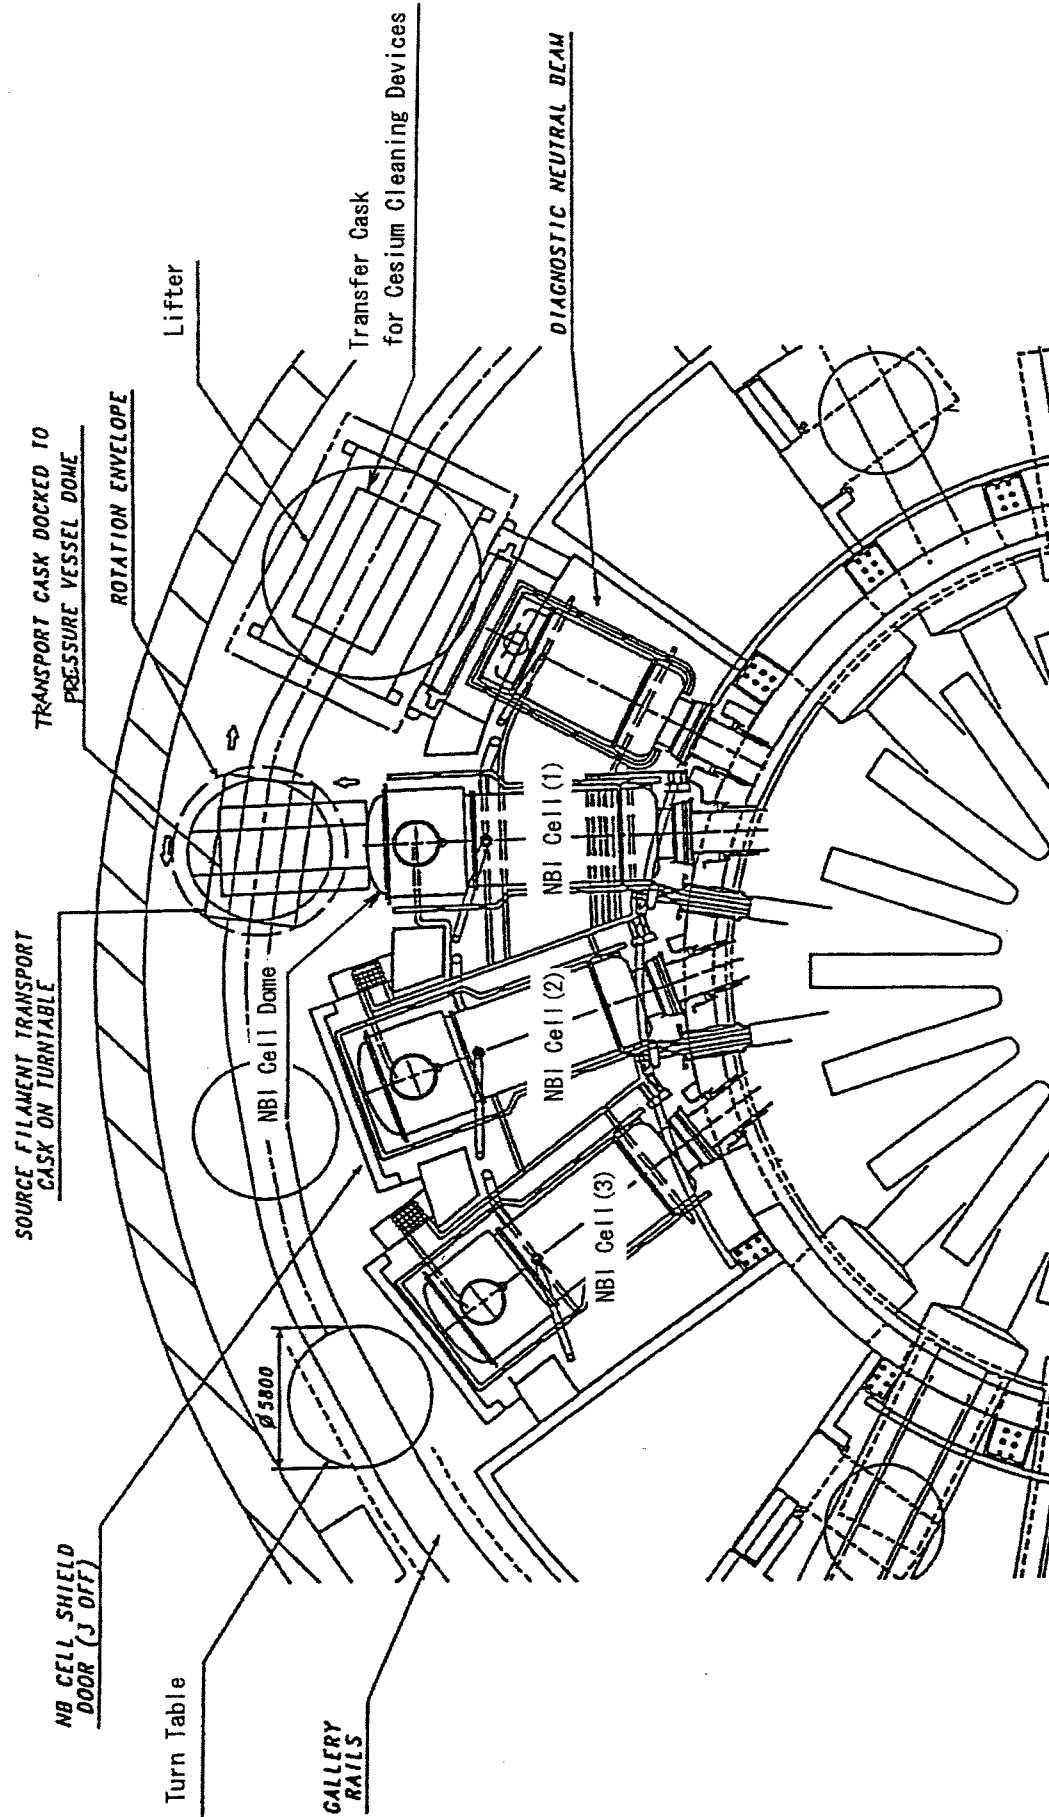 NB CELL SHIELD
DOOR (3 OFF)
Turn Table
GALLERY
RAILS
Ø5800
SOURCE FILAMENT TRANSPORT
CASK ON TURNTABLE
NBI Cell Dome
TRANSPORT CASK DOCKED TO
PRESSURE VESSEL DOME
ROTATION ENVELOPE
Lifter
Transfer Cask
for Cesium Cleaning Devices
DIAGNOSTIC NEUTRAL BEAM
NBI Cell (1)
NBI Cell (2)
NBI Cell (3)